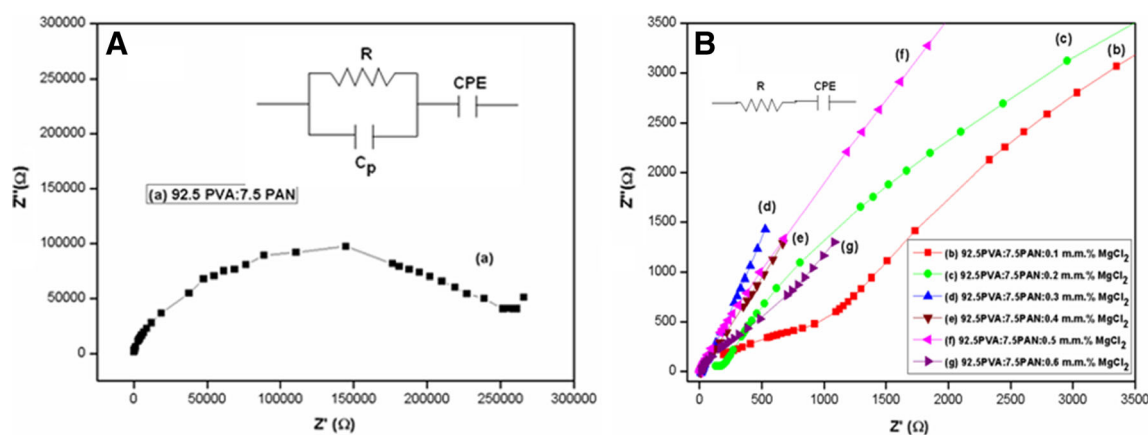 A
300000
250000
200000
150000
100000
50000
0
Z"(Ω)
R
CPE
Cp
(a) 92.5 PVA:7.5 PAN
(a)
0
50000
100000
150000
200000
250000
300000
Z' (Ω)
B
3500
3000
2500
2000
1500
1000
500
0
Z"(Ω)
R
CPE
(f)
(c)
(b)
(d)
(e)
(g)
(b) 92.5PVA:7.5PAN:0.1 m.m.% MgCl2
(c) 92.5PVA:7.5PAN:0.2 m.m.% MgCl2
(d) 92.5PVA:7.5PAN:0.3 m.m.% MgCl2
(e) 92.5PVA:7.5PAN:0.4 m.m.% MgCl2
(f) 92.5PVA:7.5PAN:0.5 m.m.% MgCl2
(g) 92.5PVA:7.5PAN:0.6 m.m.% MgCl2
0
500
1000
1500
2000
2500
3000
3500
Z' (Ω)